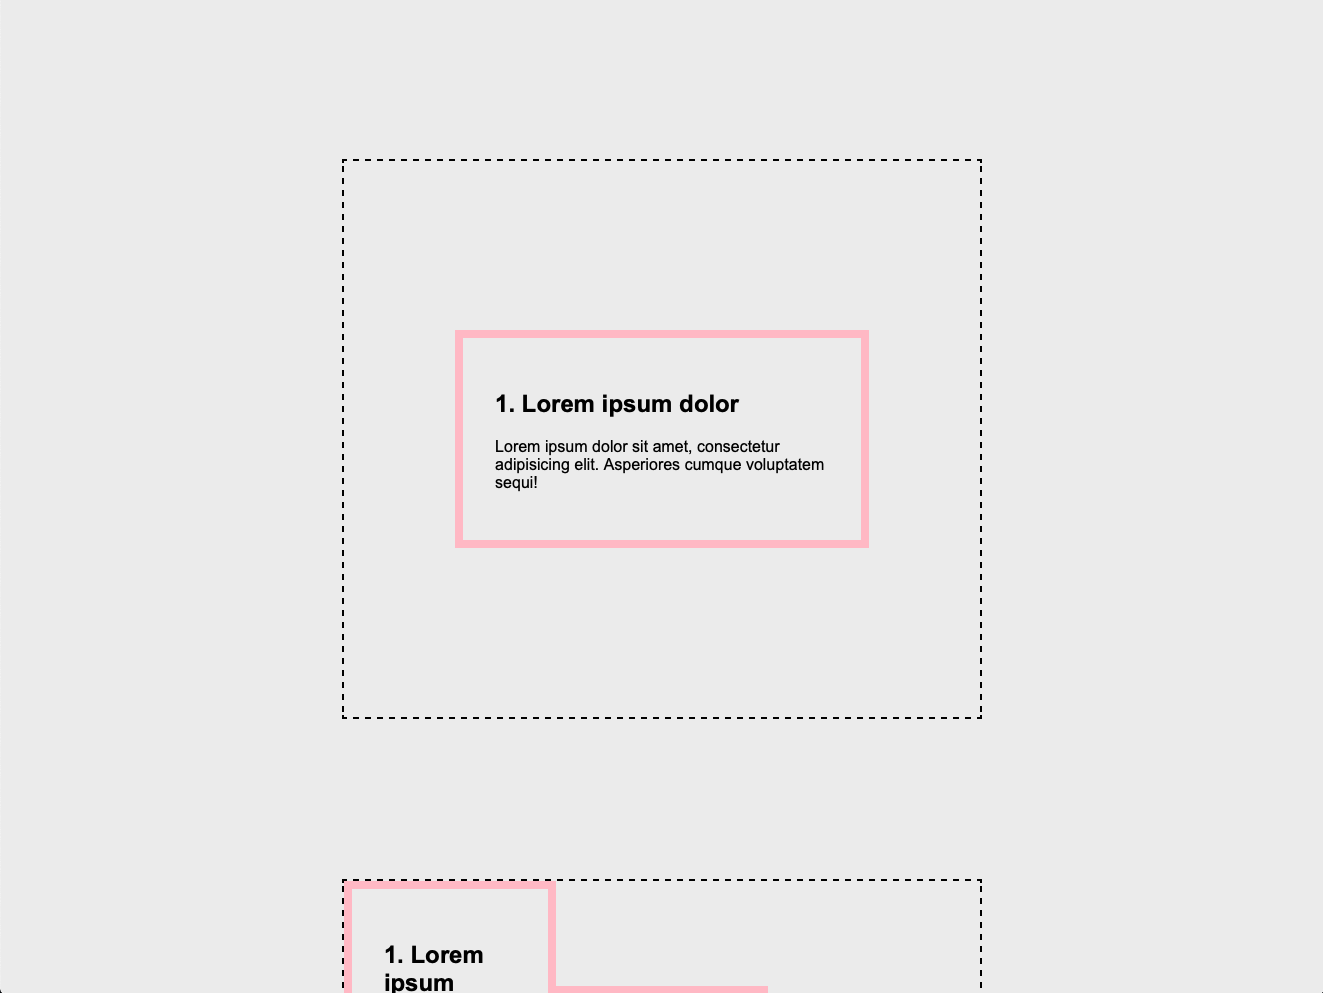 1. Lorem ipsum dolor
Lorem ipsum dolor sit amet, consectetur
adipisicing elit. Asperiores cumque voluptatem
sequi!
1. Lorem
ipsum